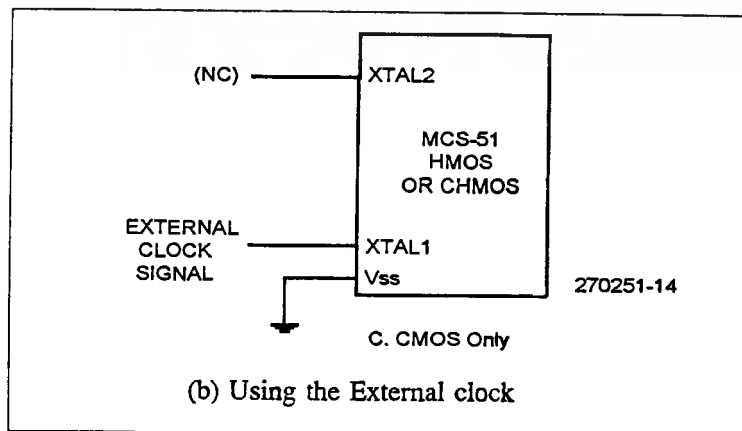 (NC)
XTAL2
MCS-51
HMOS
OR CHMOS
EXTERNAL
CLOCK
SIGNAL
XTAL1
Vss
270251-14
C. CMOS Only
(b) Using the External clock